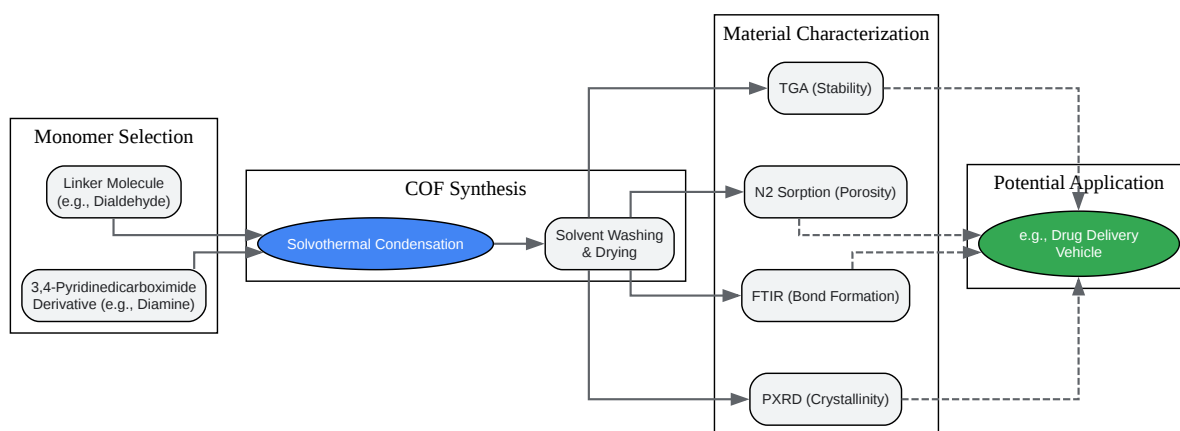 Monomer Selection
Linker Molecule
(e.g., Dialdehyde)
3,4-Pyridinedicarboximide
Derivative (e.g., Diamine)
COF Synthesis
Solvothermal Condensation
Solvent Washing
& Drying
Material Characterization
TGA (Stability)
N2 Sorption (Porosity)
FTIR (Bond Formation)
PXRD (Crystallinity)
Potential Application
e.g., Drug Delivery
Vehicle